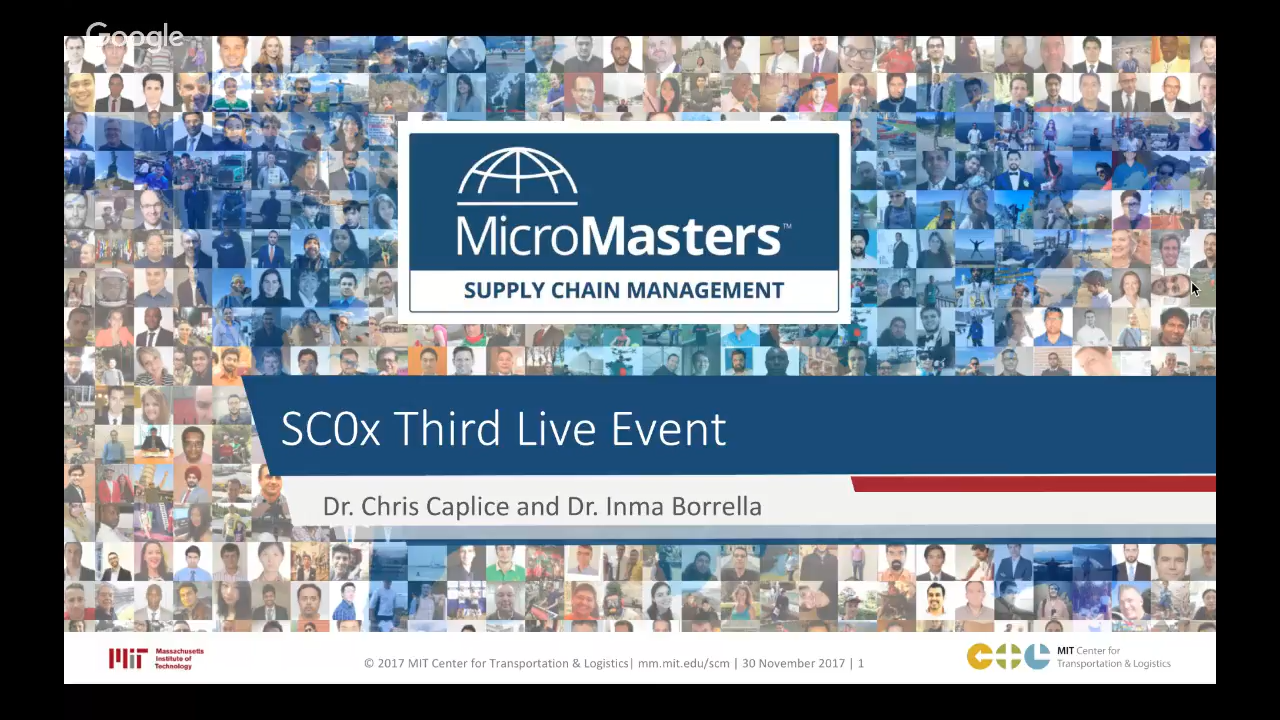 Google
MicroMasters™
SUPPLY CHAIN MANAGEMENT
SC0x Third Live Event
Dr. Chris Caplice and Dr. Inma Borrella
MIT
Massachusetts
Institute of
Technology
© 2017 MIT Center for Transportation & Logistics| mm.mit.edu/scm | 30 November 2017 | 1
MIT Center for
Transportation & Logistics